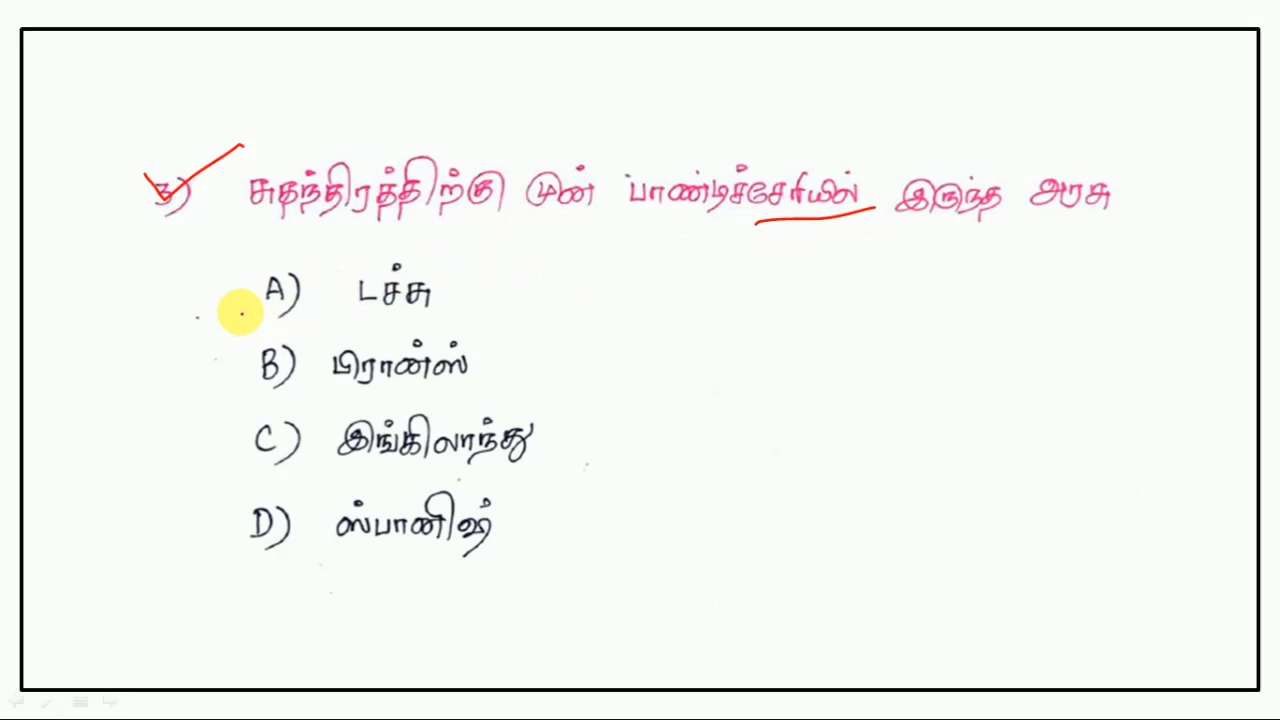 3) சுதந்திரத்திற்கு முன் பாண்டிச்சேரியில் இருந்த அரசு
A) டச்சு
B) பிரான்ஸ்
C) இங்கிலாந்து
D) ஸ்பானிஷ்